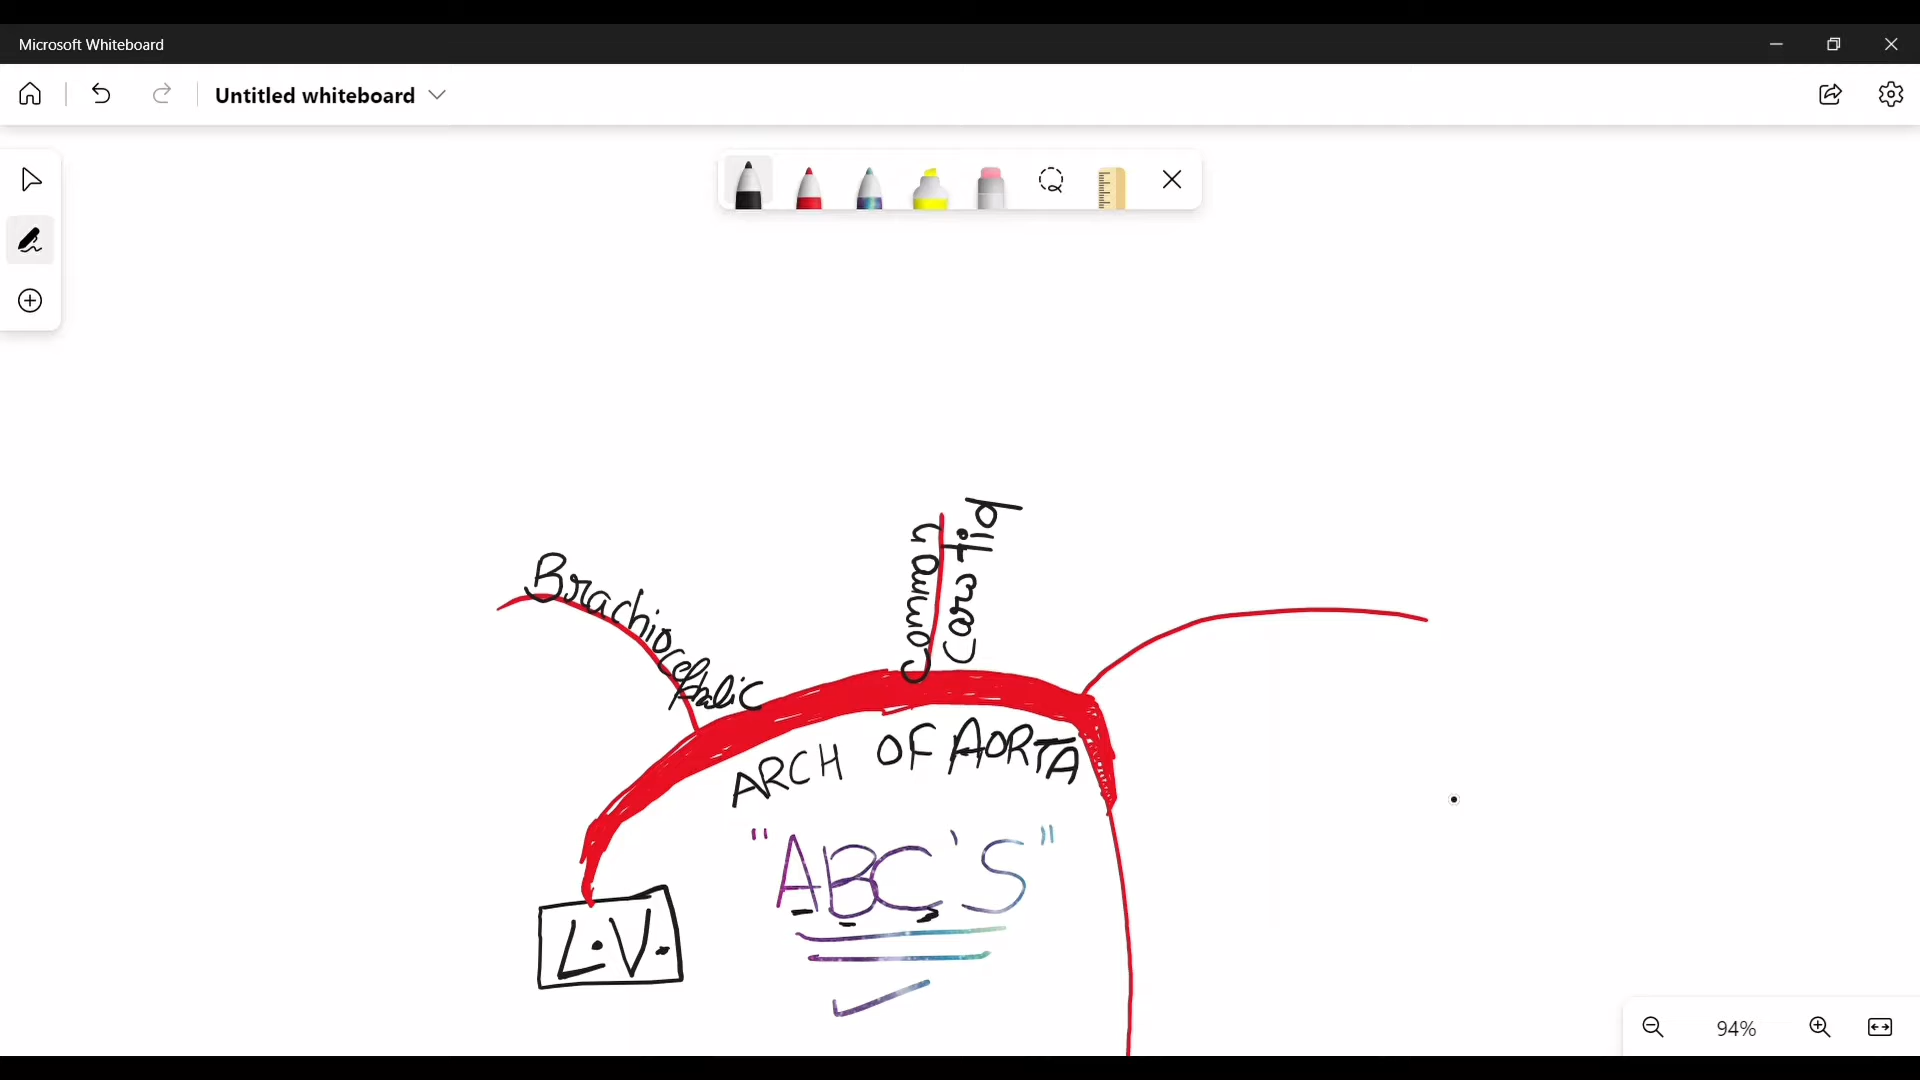 Microsoft Whiteboard
Untitled whiteboard
Brachiocephalic
Common
Carotid
ARCH OF AORTA
"ABC'S"
L.V.
94%